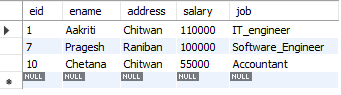 eid ename address salary job
1 Aakriti Chitwan 110000 IT_engineer
7 Pragesh Raniban 100000 Software_Engineer
10 Chetana Chitwan 55000 Accountant
NULL NULL NULL NULL NULL